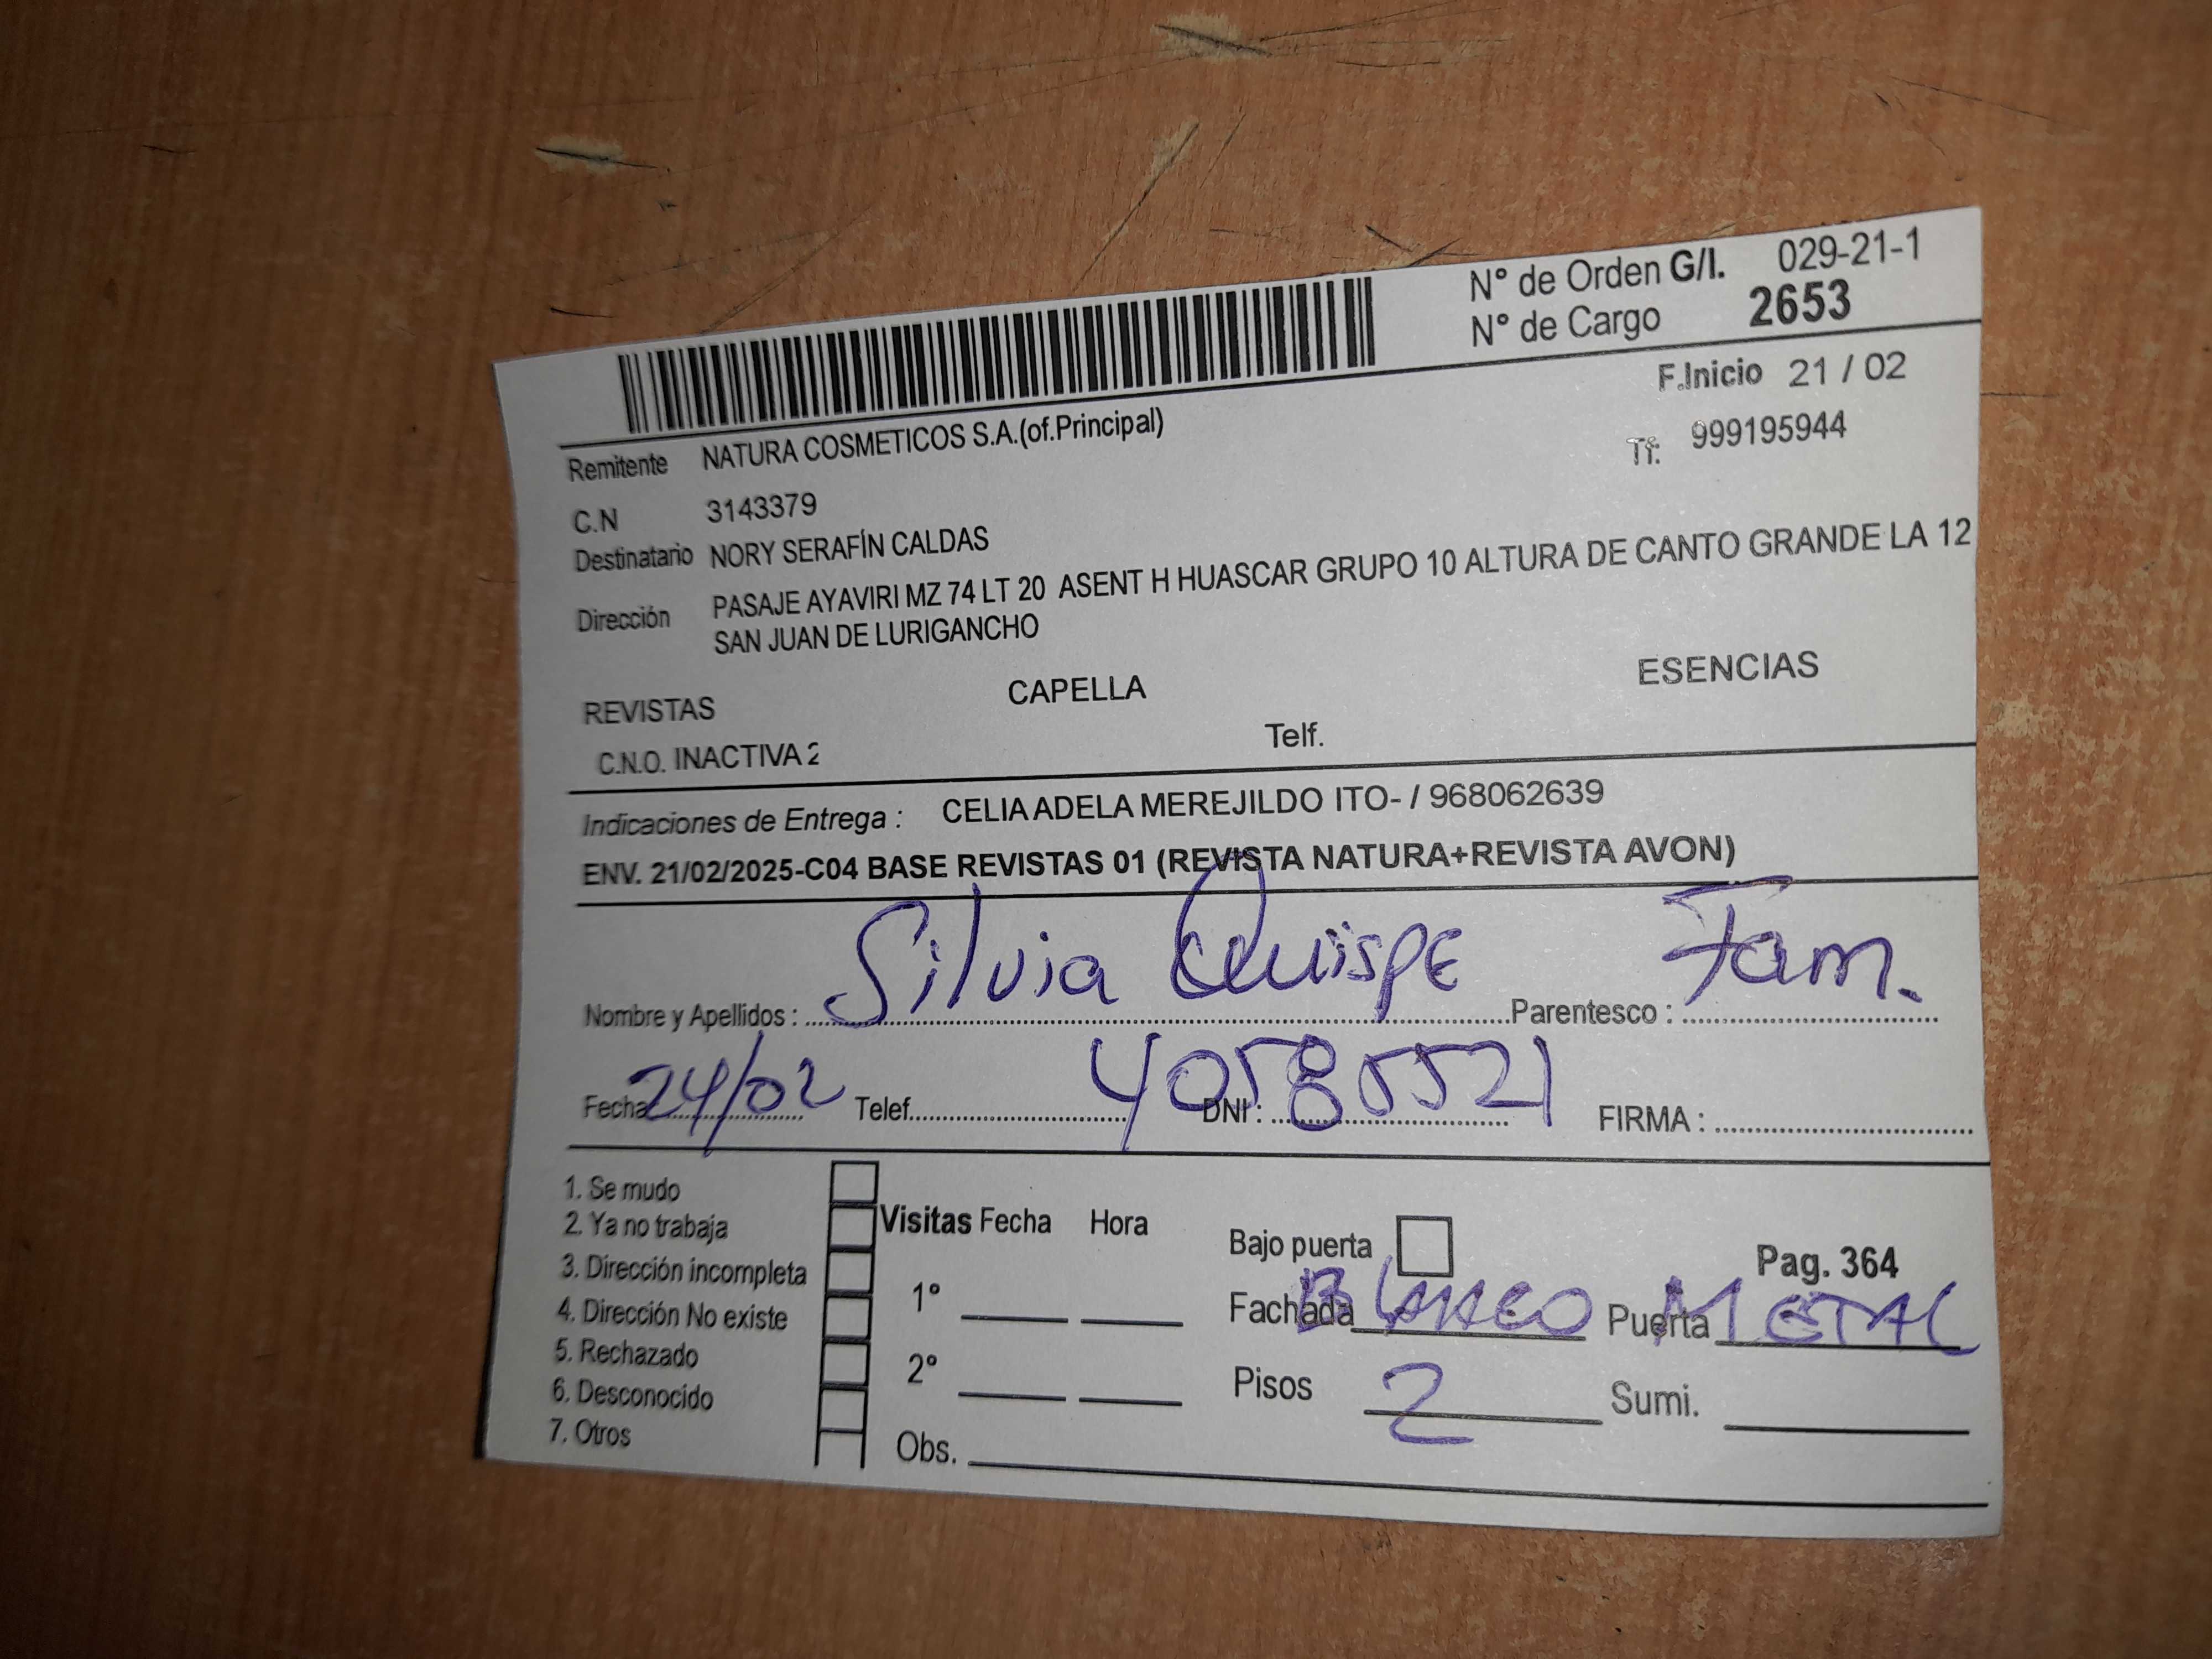 N° de Orden G/I. 029-21-1
N° de Cargo 2653
F.Inicio 21 / 02
Remitente NATURA COSMETICOS S.A.(of.Principal)
Tf: 999195944
C.N 3143379
Destinatario NORY SERAFÍN CALDAS
Dirección PASAJE AYAVIRI MZ 74 LT 20 ASENT H HUASCAR GRUPO 10 ALTURA DE CANTO GRANDE LA 12
SAN JUAN DE LURIGANCHO
REVISTAS CAPELLA ESENCIAS
C.N.O. INACTIVA 2 Telf.
Indicaciones de Entrega : CELIA ADELA MEREJILDO ITO- / 968062639
ENV. 21/02/2025-C04 BASE REVISTAS 01 (REVISTA NATURA+REVISTA AVON)
Nombre y Apellidos : Silvia Quispe Parentesco : Fam.
Fecha 24/02 Telef. DNI : 40585521 FIRMA :
1. Se mudo
2. Ya no trabaja
3. Dirección incompleta
4. Dirección No existe
5. Rechazado
6. Desconocido
7. Otros
Visitas Fecha Hora
1°
2°
Obs.
Bajo puerta Pag. 364
Fachada BLANCO Puerta METAL
Pisos 2 Sumi.